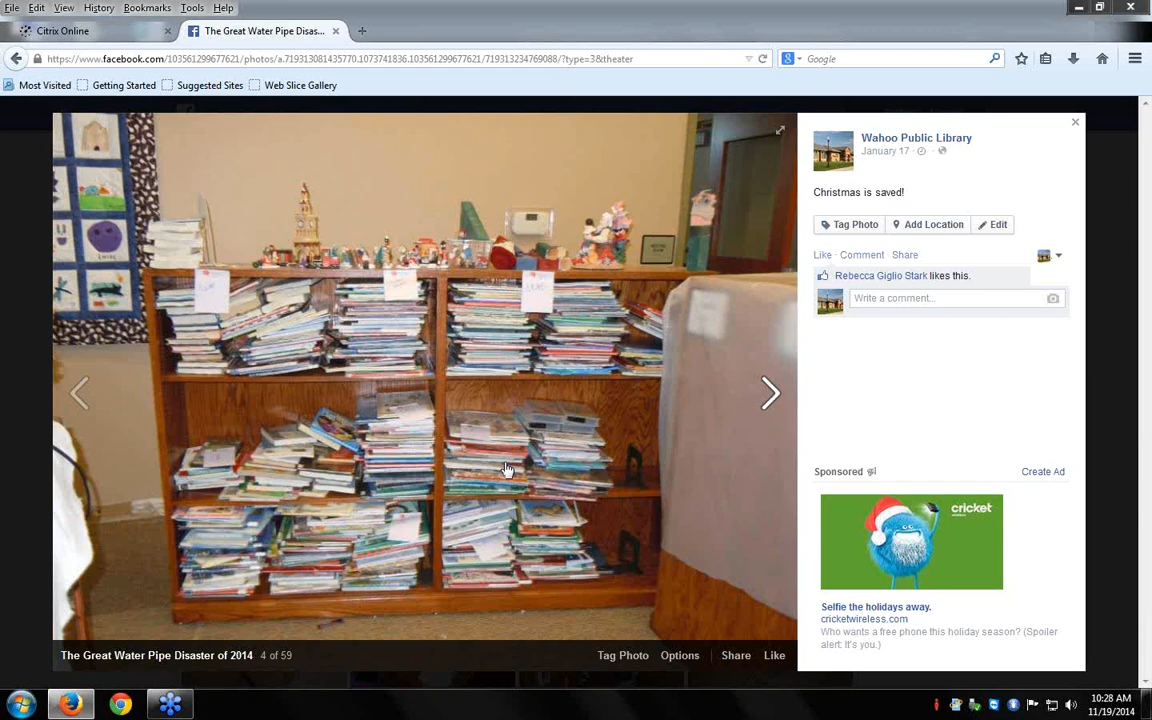 File Edit View History Bookmarks Tools Help
Citrix Online
The Great Water Pipe Disas...
https://www.facebook.com/103561299677621/photos/a.719313081435770.1073741836.103561299677621/719313234769088/?type=3&theater
Google
Most Visited Getting Started Suggested Sites Web Slice Gallery
Wahoo Public Library
January 17
Christmas is saved!
Tag Photo Add Location Edit
Like · Comment · Share
Rebecca Giglio Stark likes this.
Write a comment...
Sponsored Create Ad
cricket
Selfie the holidays away.
cricketwireless.com
Who wants a free phone this holiday season? (Spoiler
alert: It's you.)
The Great Water Pipe Disaster of 2014 4 of 59
Tag Photo Options Share Like
10:28 AM
11/19/2014